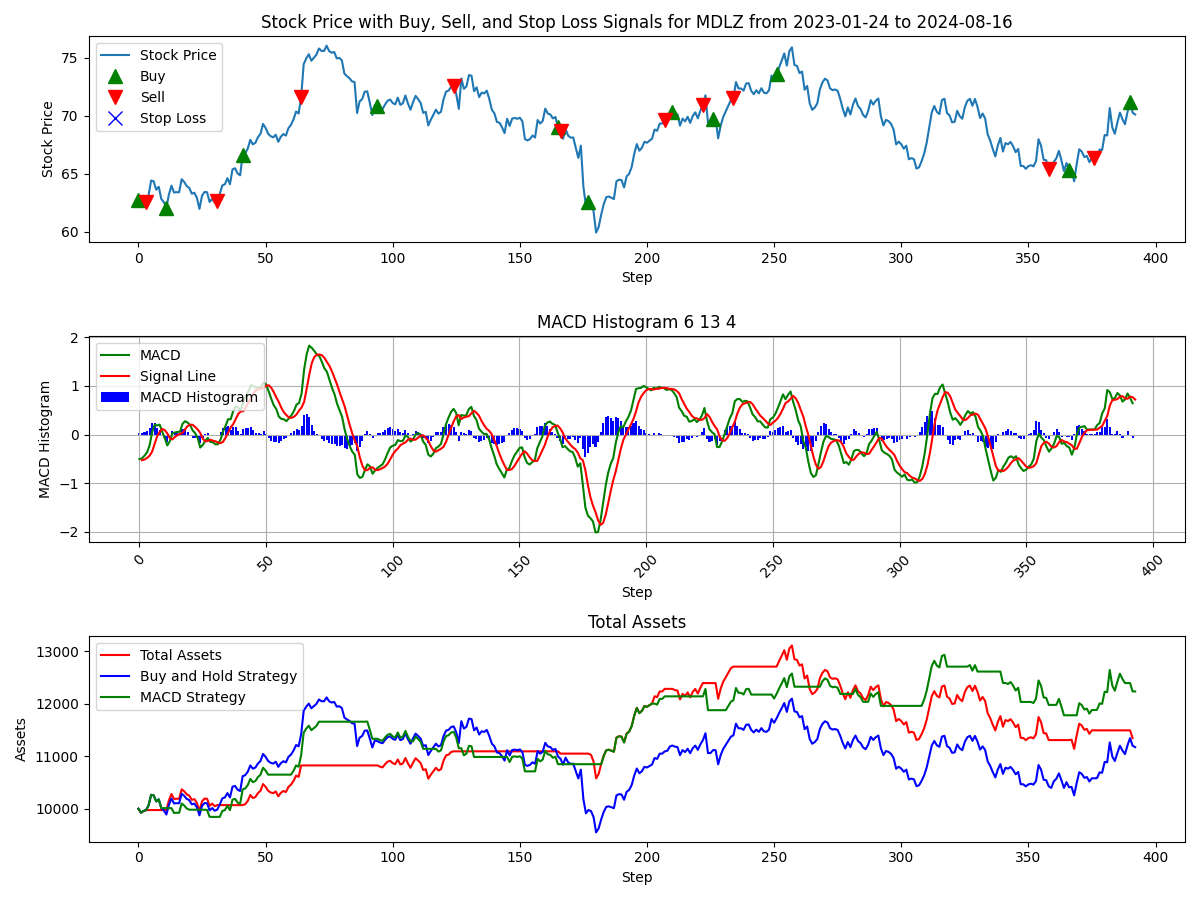 Stock Price with Buy, Sell, and Stop Loss Signals for MDLZ from 2023-01-24 to 2024-08-16
Stock Price
Stock Price
Buy
Sell
Stop Loss
75
70
65
60
0 50 100 150 200 250 300 350 400
Step
MACD Histogram 6 13 4
MACD Histogram
MACD
Signal Line
MACD Histogram
2
1
0
−1
−2
0 50 100 150 200 250 300 350 400
Step
Total Assets
Assets
Total Assets
Buy and Hold Strategy
MACD Strategy
13000
12000
11000
10000
0 50 100 150 200 250 300 350 400
Step